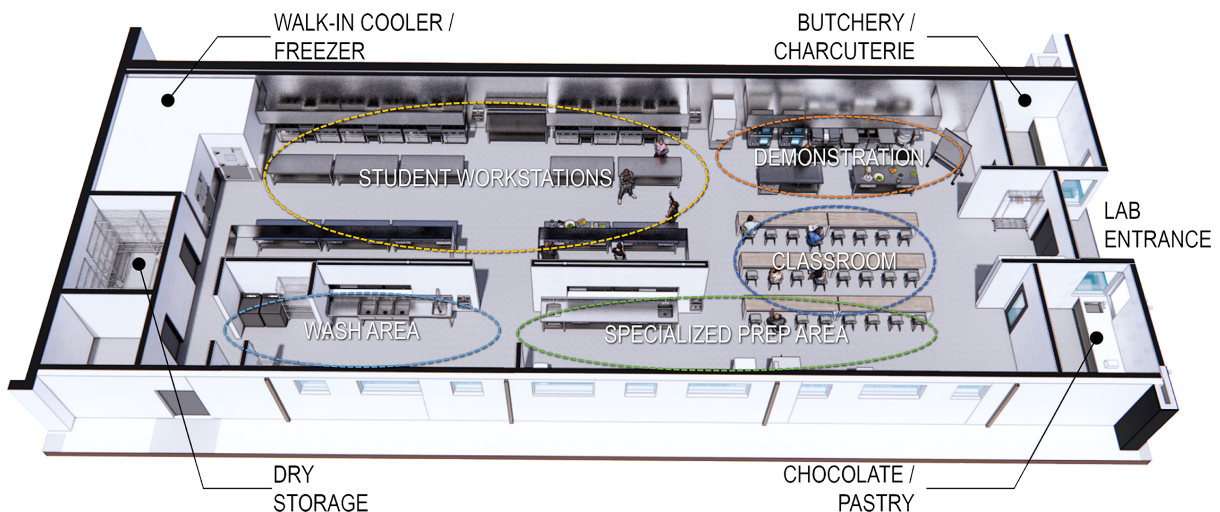 WALK-IN COOLER /
FREEZER
BUTCHERY /
CHARCUTERIE
DEMONSTRATION
STUDENT WORKSTATIONS
LAB
ENTRANCE
CLASSROOM
WASH AREA
SPECIALIZED PREP AREA
DRY
STORAGE
CHOCOLATE /
PASTRY